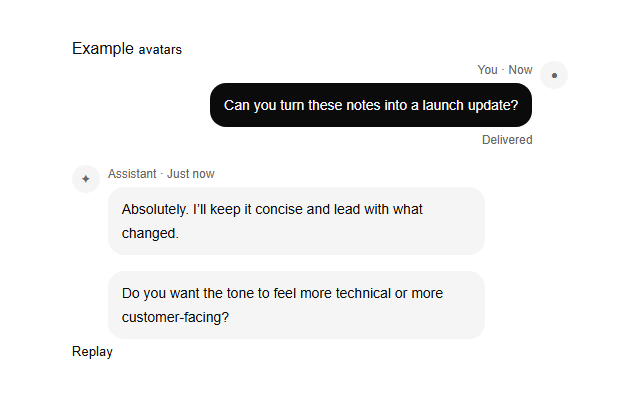 Example avatars
You · Now
Can you turn these notes into a launch update?
Delivered
Assistant · Just now
Absolutely. I’ll keep it concise and lead with what
changed.
Do you want the tone to feel more technical or more
customer-facing?
Replay